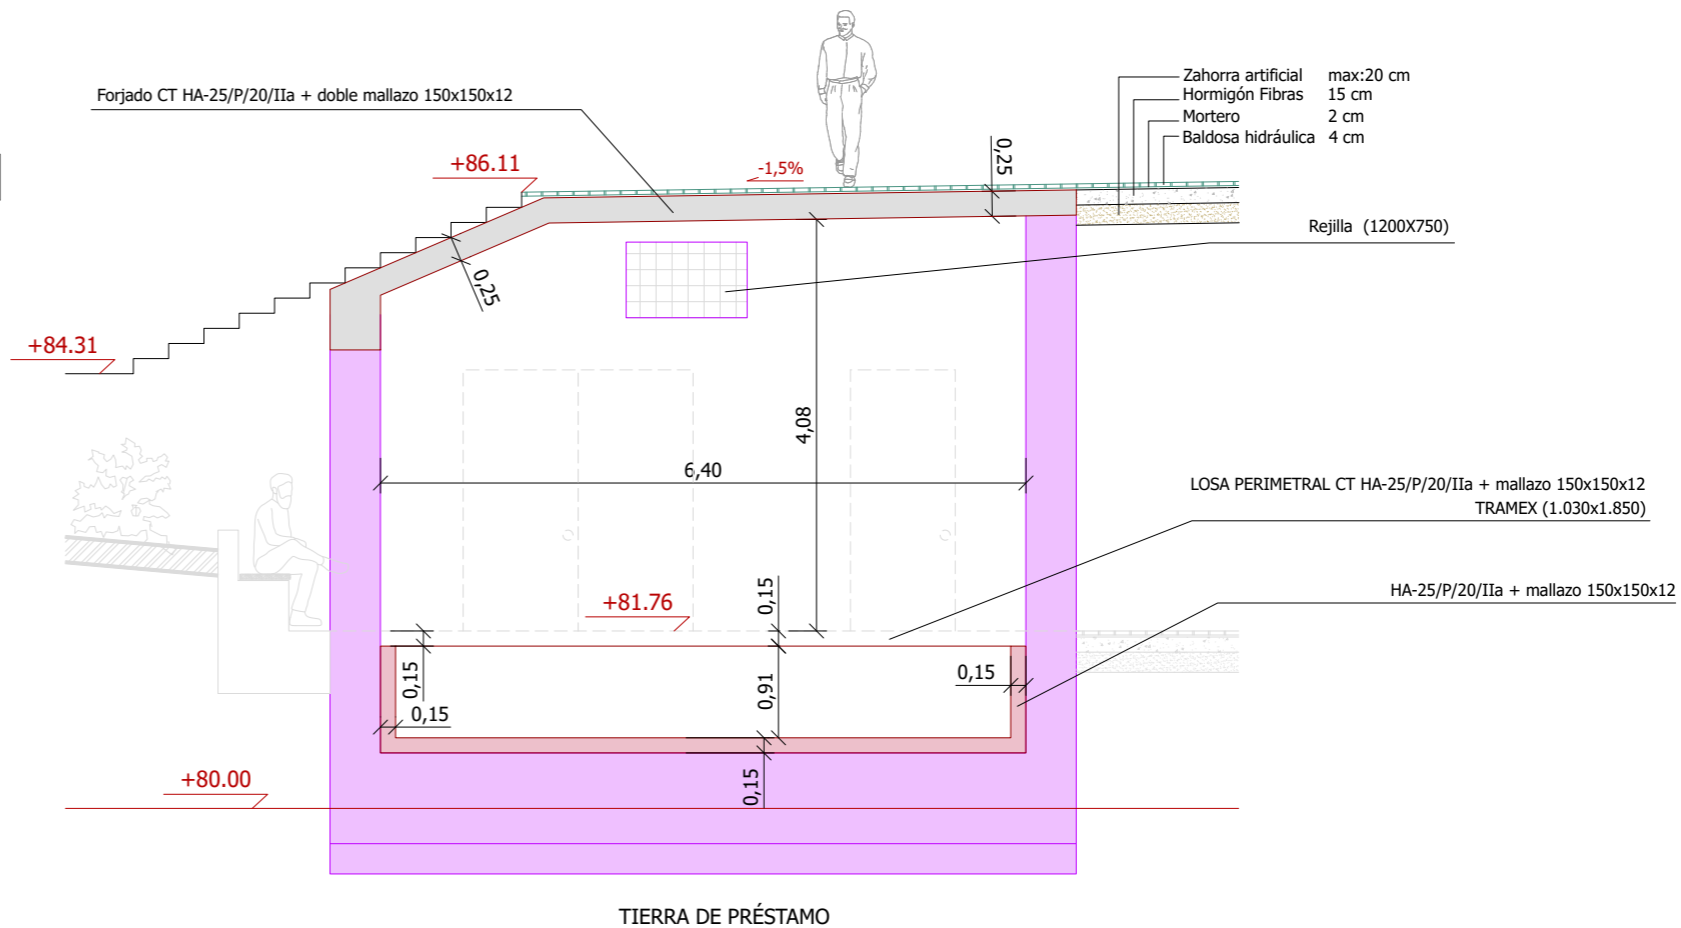 Zahorra artificial max:20 cm
Forjado CT HA-25/P/20/IIa + doble mallazo 150x150x12
Hormigón Fibras 15 cm
Mortero 2 cm
Baldosa hidráulica 4 cm
+86.11
-1,5%
0,25
Rejilla (1200X750)
0,25
+84.31
4,08
6,40
LOSA PERIMETRAL CT HA-25/P/20/IIa + mallazo 150x150x12
TRAMEX (1.030x1.850)
HA-25/P/20/IIa + mallazo 150x150x12
+81.76
0,15
0,15
0,91
0,15
0,15
+80.00
0,15
TIERRA DE PRÉSTAMO